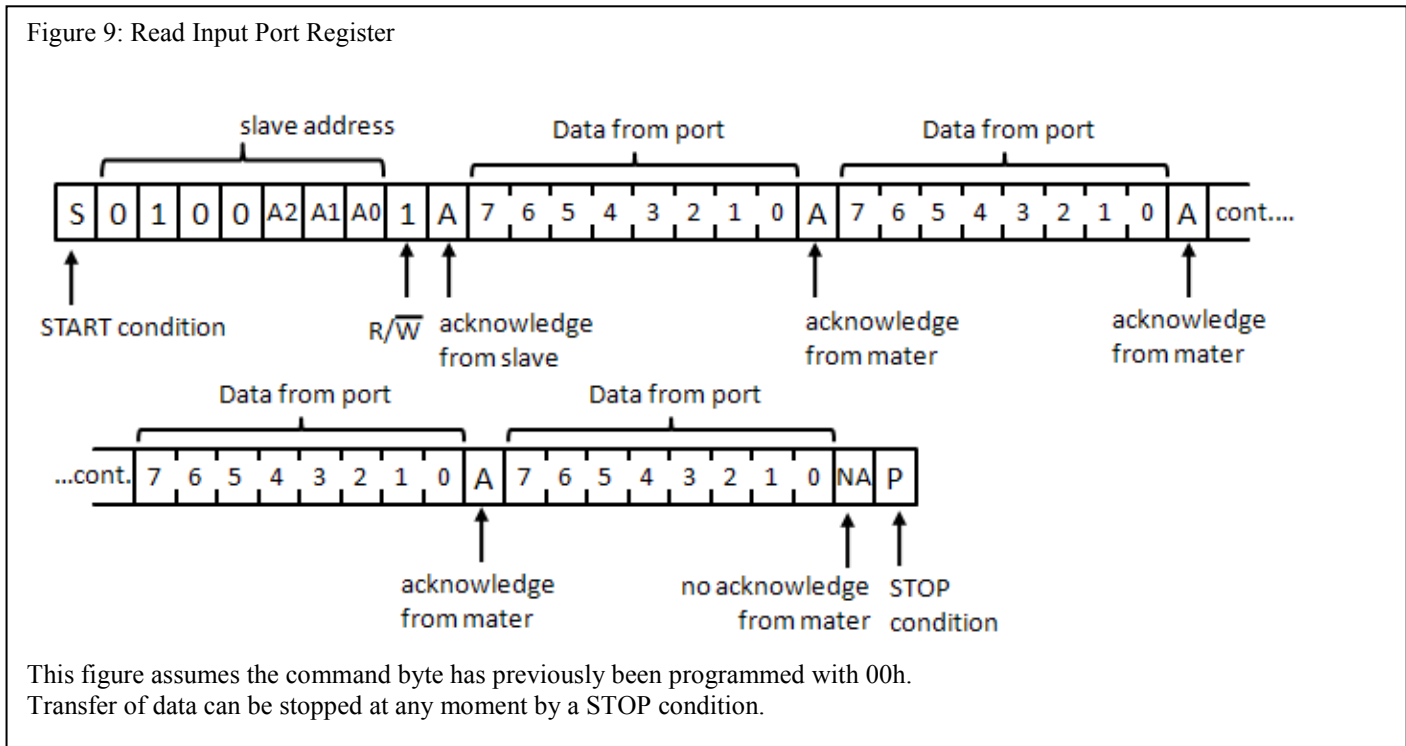 Figure 9: Read Input Port Register
slave address Data from port Data from port
S 0 1 0 0 A2 A1 A0 1 A 7 6 5 4 3 2 1 0 A 7 6 5 4 3 2 1 0 A cont....
START condition R/W̅ acknowledge from slave acknowledge from mater acknowledge from mater
Data from port Data from port
...cont. 7 6 5 4 3 2 1 0 A 7 6 5 4 3 2 1 0 NA P
acknowledge from mater no acknowledge from mater STOP condition
This figure assumes the command byte has previously been programmed with 00h.
Transfer of data can be stopped at any moment by a STOP condition.